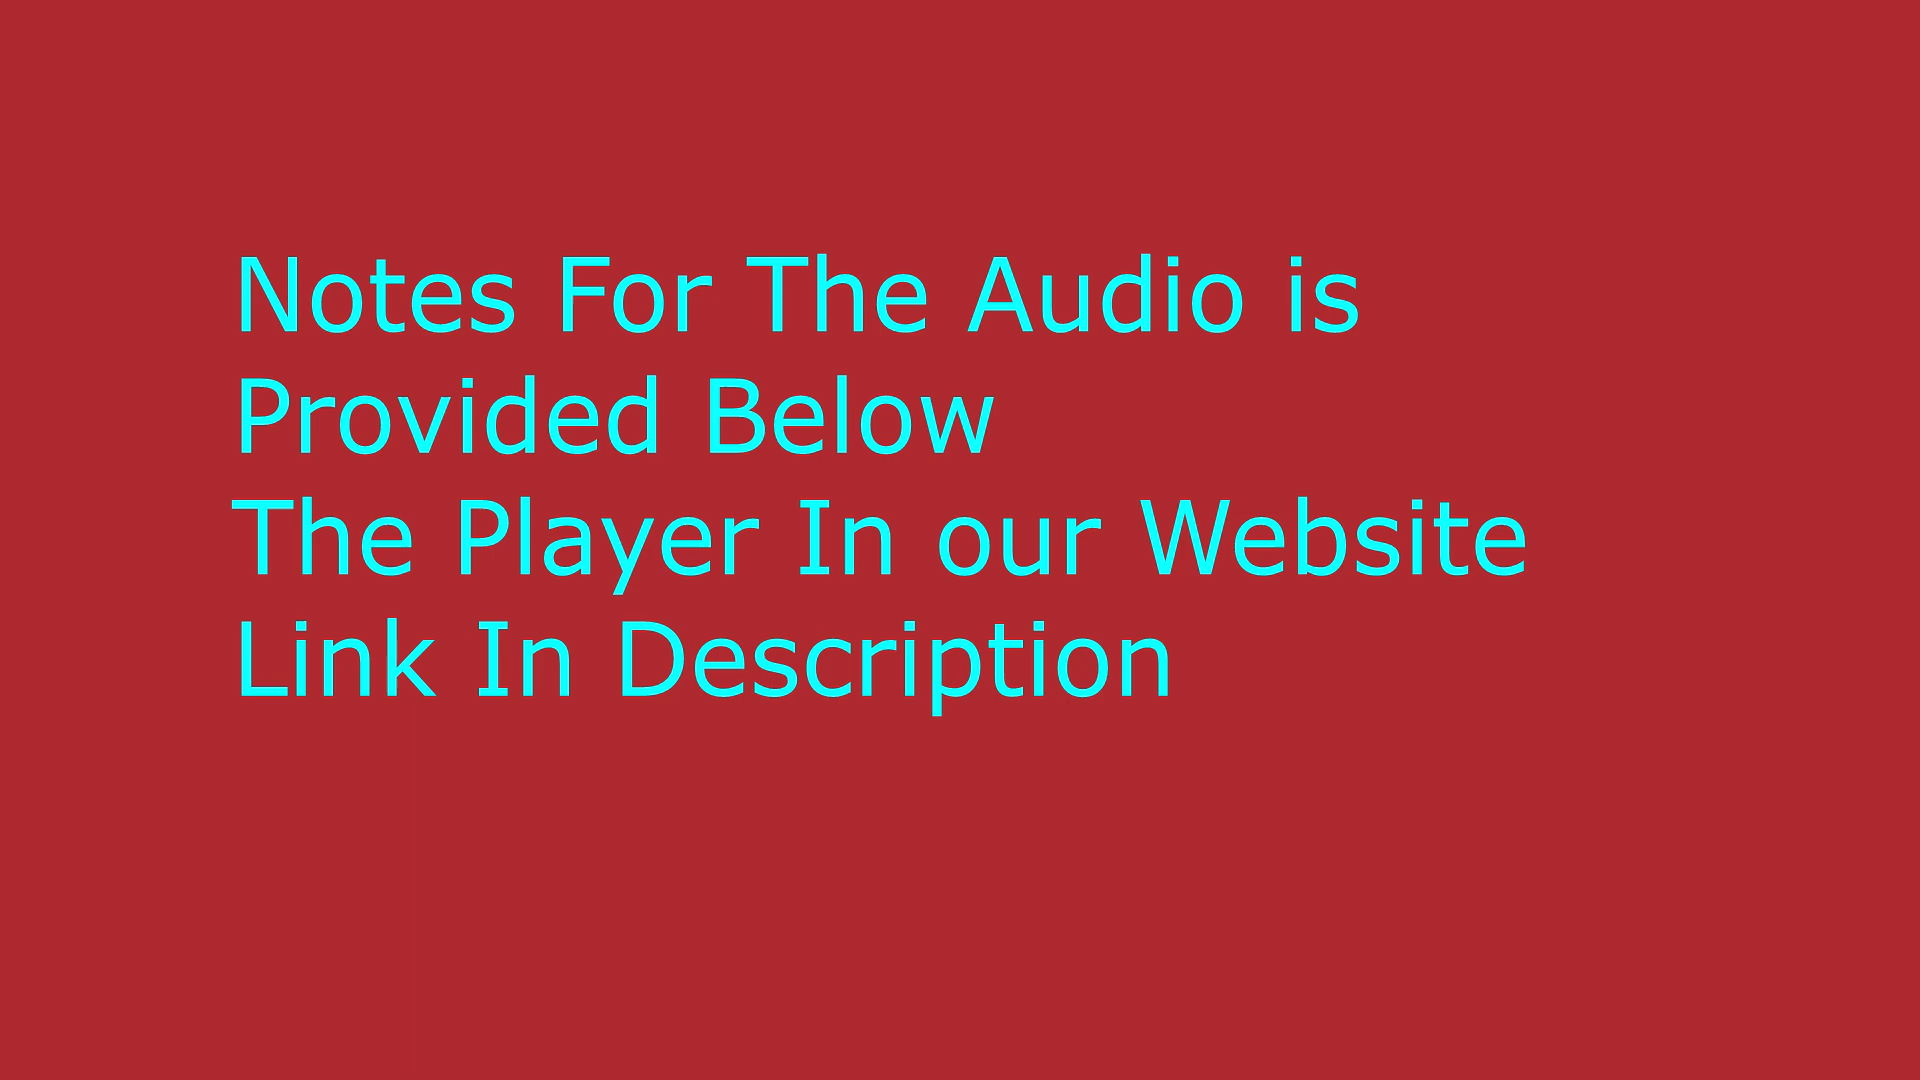 Notes For The Audio is
Provided Below
The Player In our Website
Link In Description